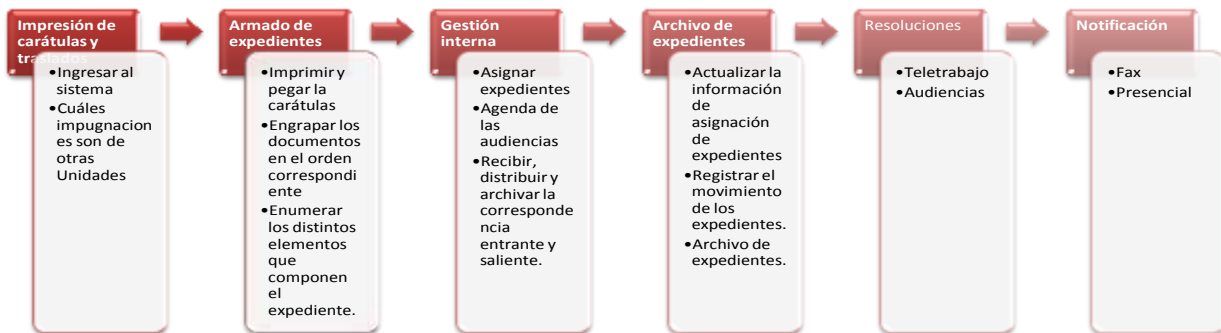 Impresión de
carátulas y
traslados
•Ingresar al
sistema
•Cuáles
impugnacion
es son de
otras
Unidades
Armado de
expedientes
•Imprimir y
pegar la
carátulas
•Engrapar los
documentos
en el orden
correspondi
ente
•Enumerar
los distintos
elementos
que
componen
el
expediente.
Gestión
interna
•Asignar
expedientes
•Agenda de
las
audiencias
•Recibir,
distribuir y
archivar la
corresponde
ncia
entrante y
saliente.
Archivo de
expedientes
•Actualizar la
información
de
asignación
de
expedientes
•Registrar el
movimiento
de los
expedientes.
•Archivo de
expedientes.
Resoluciones
•Teletrabajo
•Audiencias
Notificación
•Fax
•Presencial